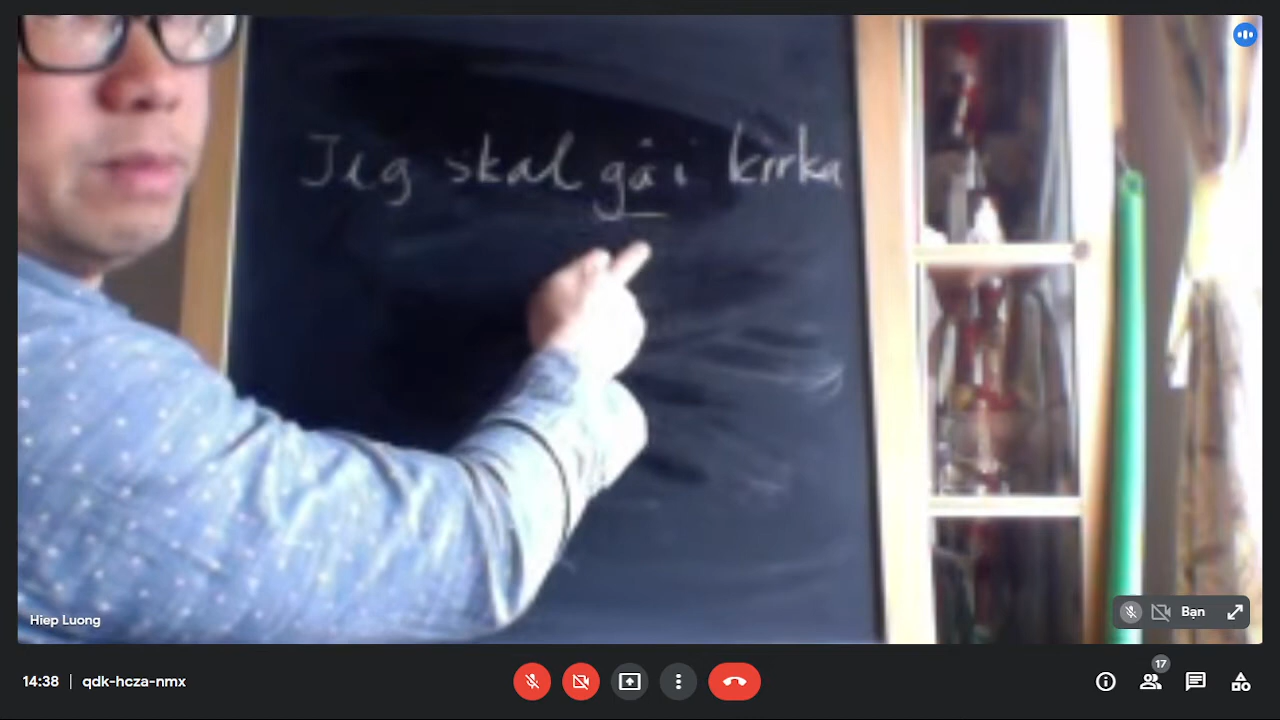 Jeg skal gå i kirka
Hiep Luong
Bạn
14:38 | qdk-hcza-nmx
17